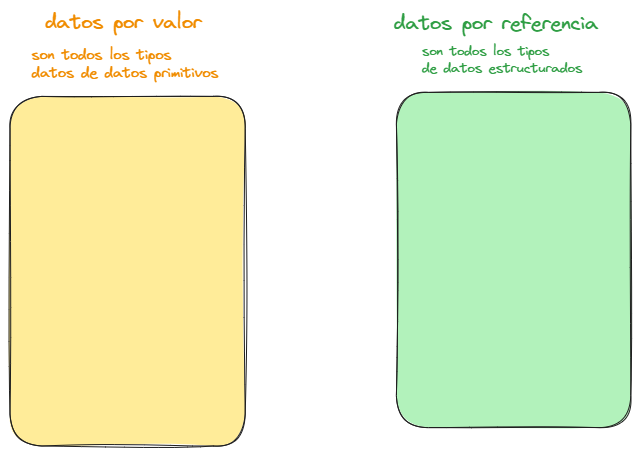 datos por valor
son todos los tipos
datos de datos primitivos
datos por referencia
son todos los tipos
de datos estructurados